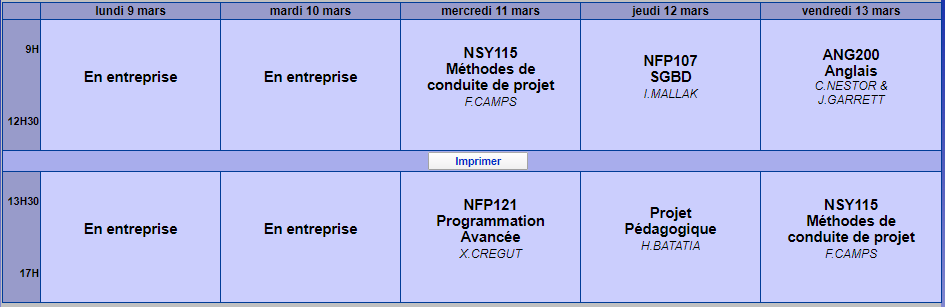 lundi 9 mars
mardi 10 mars
mercredi 11 mars
jeudi 12 mars
vendredi 13 mars
9H
12H30
En entreprise
En entreprise
NSY115
Méthodes de
conduite de projet
F.CAMPS
NFP107
SGBD
I.MALLAK
ANG200
Anglais
C.NESTOR &
J.GARRETT
Imprimer
13H30
17H
En entreprise
En entreprise
NFP121
Programmation
Avancée
X.CREGUT
Projet
Pédagogique
H.BATATIA
NSY115
Méthodes de
conduite de projet
F.CAMPS